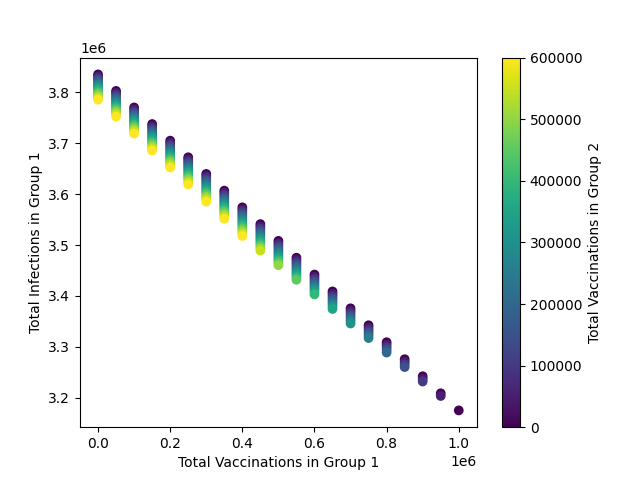 1e6
3.8
3.7
3.6
3.5
3.4
3.3
3.2
Total Infections in Group 1
0.0 0.2 0.4 0.6 0.8 1.0
1e6
Total Vaccinations in Group 1
600000
500000
400000
300000
200000
100000
0
Total Vaccinations in Group 2